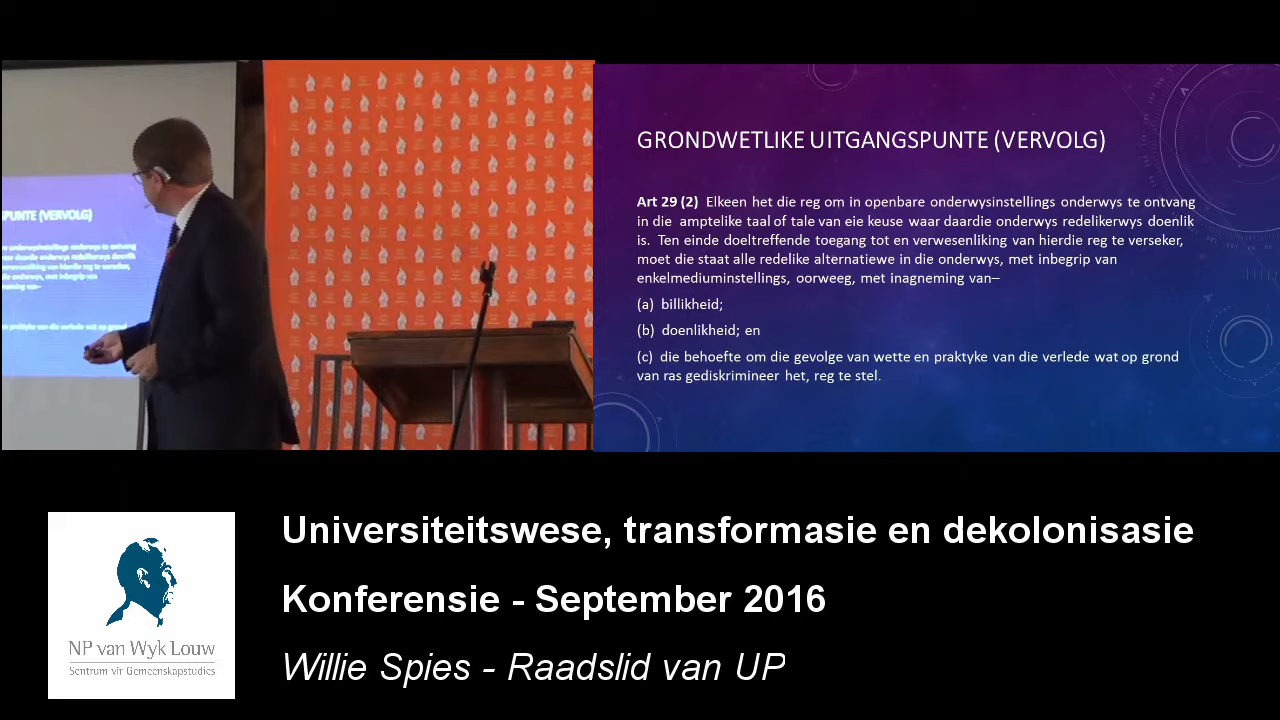 SPUNTE (VERVOLG)
GRONDWETLIKE UITGANGSPUNTE (VERVOLG)
Art 29 (2) Elkeen het die reg om in openbare onderwysinstellings onderwys te ontvang
in die amptelike taal of tale van eie keuse waar daardie onderwys redelikerwys doenlik
is. Ten einde doeltreffende toegang tot en verwesenliking van hierdie reg te verseker,
moet die staat alle redelike alternatiewe in die onderwys, met inbegrip van
enkelmediuminstellings, oorweeg, met inagneming van–
(a) billikheid;
(b) doenlikheid; en
(c) die behoefte om die gevolge van wette en praktyke van die verlede wat op grond
van ras gediskrimineer het, reg te stel.
Universiteitswese, transformasie en dekolonisasie
Konferensie - September 2016
Willie Spies - Raadslid van UP
NP van Wyk Louw
Sentrum vir Gemeenskapstudies